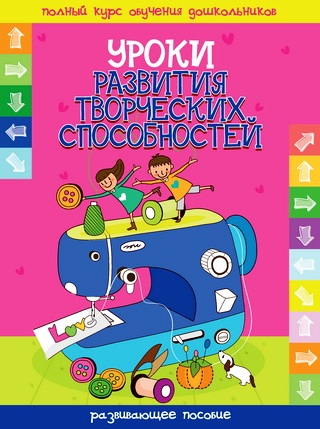 ПОЛНЫЙ КУРС ОБУЧЕНИЯ ДОШКОЛЬНИКОВ
УРОКИ
РАЗВИТИЯ
ТВОРЧЕСКИХ
СПОСОБНОСТЕЙ
Love
РАЗВИВАЮЩЕЕ ПОСОБИЕ